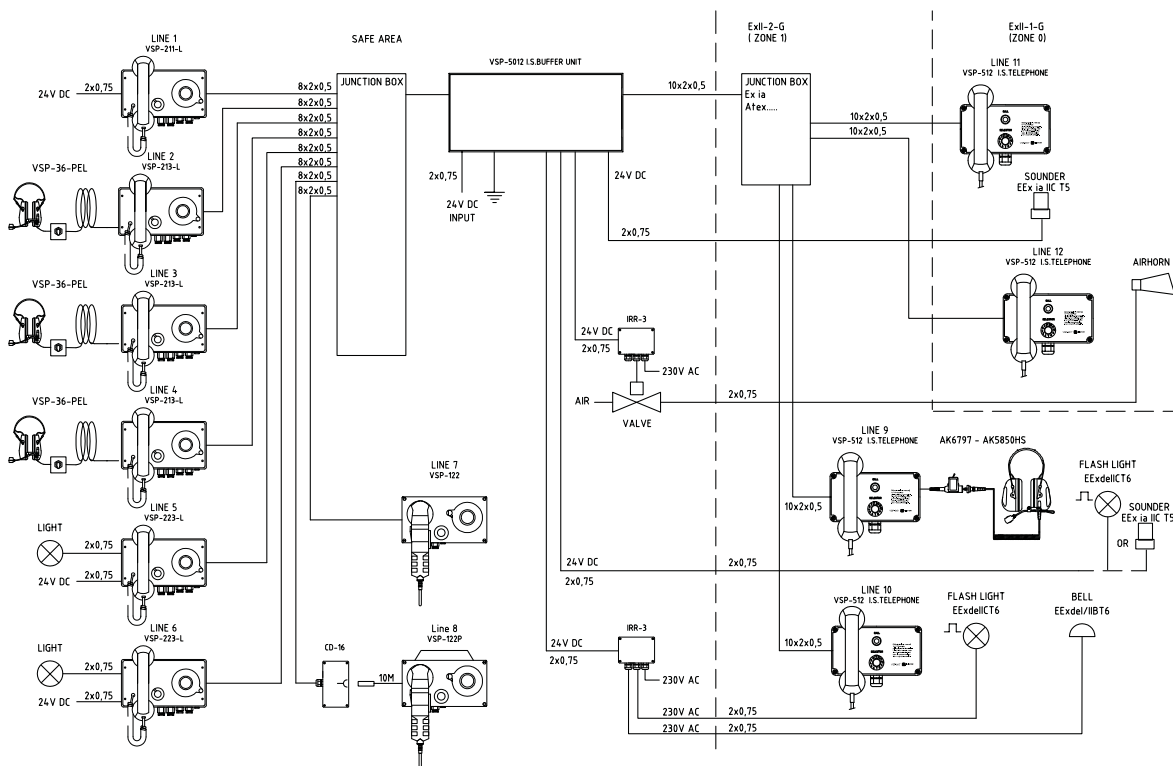 LINE 1
VSP-211-L
24V DC
2x0,75
8x2x0,5
8x2x0,5
8x2x0,5
8x2x0,5
8x2x0,5
8x2x0,5
8x2x0,5
8x2x0,5
SAFE AREA
JUNCTION BOX
VSP-5012 I.S.BUFFER UNIT
2x0,75
24V DC
INPUT
24V DC
10x2x0,5
ExII-2-G
( ZONE 1)
JUNCTION BOX
Ex ia
Atex.....
10x2x0,5
10x2x0,5
ExII-1-G
(ZONE 0)
LINE 11
VSP-512 I.S.TELEPHONE
SOUNDER
EEx ia IIC T5
2x0,75
LINE 12
VSP-512 I.S.TELEPHONE
AIRHORN
LINE 2
VSP-213-L
VSP-36-PEL
LINE 3
VSP-213-L
VSP-36-PEL
LINE 4
VSP-213-L
VSP-36-PEL
IRR-3
24V DC
2x0,75
230V AC
AIR
VALVE
2x0,75
LINE 5
VSP-223-L
LIGHT
2x0,75
24V DC
2x0,75
LINE 6
VSP-223-L
LIGHT
2x0,75
24V DC
2x0,75
LINE 7
VSP-122
Line 8
VSP-122P
CD-16
10M
LINE 9
VSP-512 I.S.TELEPHONE
10x2x0,5
AK6797 - AK5850HS
FLASH LIGHT
EExdeIICT6
SOUNDER
EEx ia IIC T5
OR
24V DC
2x0,75
2x0,75
LINE 10
VSP-512 I.S.TELEPHONE
10x2x0,5
FLASH LIGHT
EExdeIICT6
BELL
EExdel/IIBT6
IRR-3
24V DC
2x0,75
230V AC
230V AC
2x0,75
230V AC
2x0,75